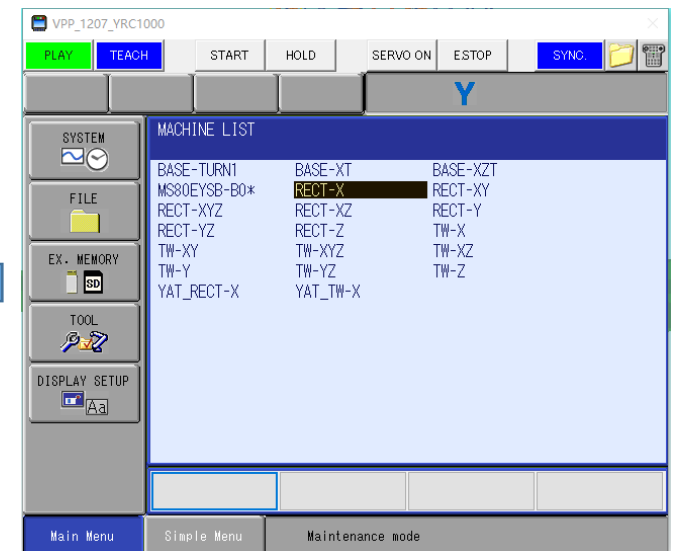 VPP_1207_YRC1000
PLAY TEACH START HOLD SERVO ON E.STOP SYNC.
Y
SYSTEM
FILE
EX. MEMORY
SD
TOOL
DISPLAY SETUP
Aa
MACHINE LIST
BASE-TURN1 BASE-XT BASE-XZT
MS80EYSB-B0* RECT-X RECT-XY
RECT-XYZ RECT-XZ RECT-Y
RECT-YZ RECT-Z TW-X
TW-XY TW-XYZ TW-XZ
TW-Y TW-YZ TW-Z
YAT_RECT-X YAT_TW-X
Main Menu Simple Menu Maintenance mode